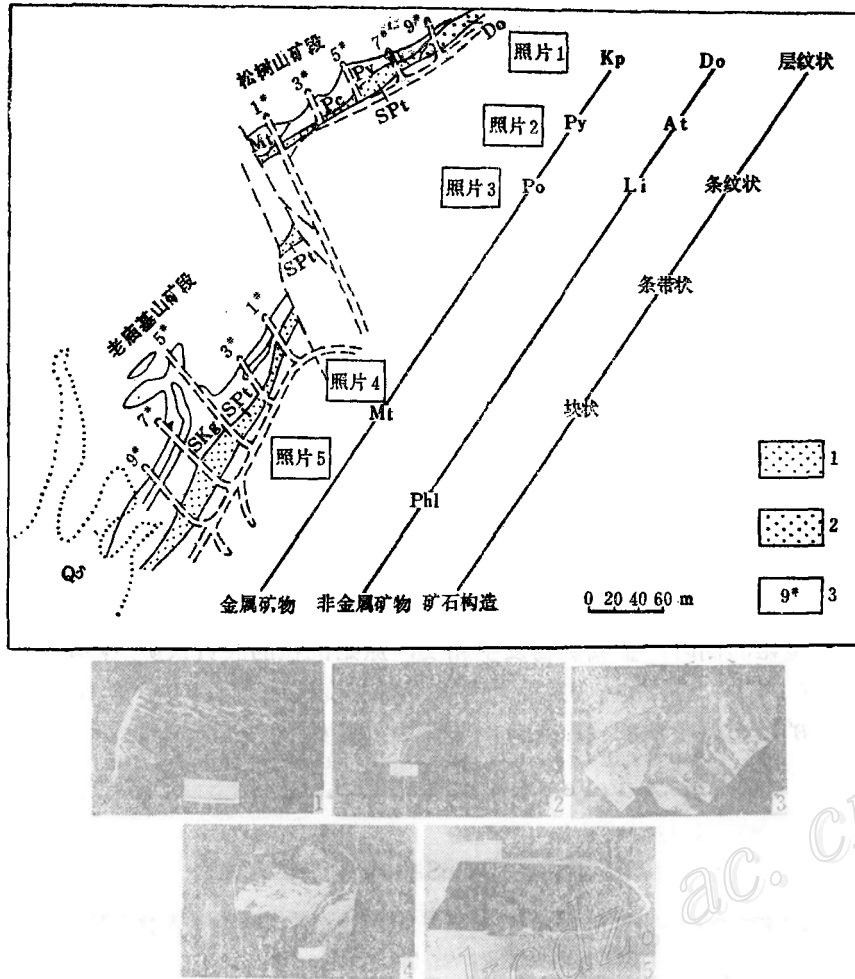 松树山矿段
1#
3#
5#
7#
9#
Mt
Pc
Py
Do
SPt
SPt
老庙基山矿段
1#
3#
5#
7#
9#
SPt
SKg
照片1
照片2
照片3
照片4
照片5
Kp
Py
Po
Mt
金属矿物
Do
At
Li
Phl
非金属矿物
层纹状
条纹状
条带状
块状
矿石构造
0 20 40 60 m
1
2
9# 3
1
2
3
4
5
ac. cn